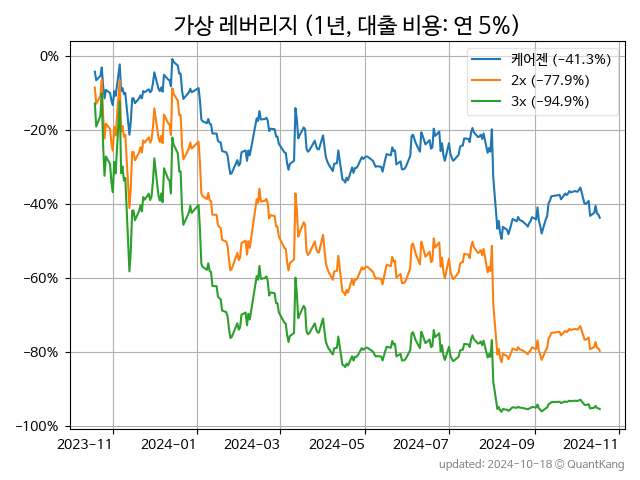 가상 레버리지 (1년, 대출 비용: 연 5%)
케어젠 (−41.3%)
2x (−77.9%)
3x (−94.9%)
0%
−20%
−40%
−60%
−80%
−100%
2023-11 2024-01 2024-03 2024-05 2024-07 2024-09 2024-11
updated: 2024-10-18 © QuantKang